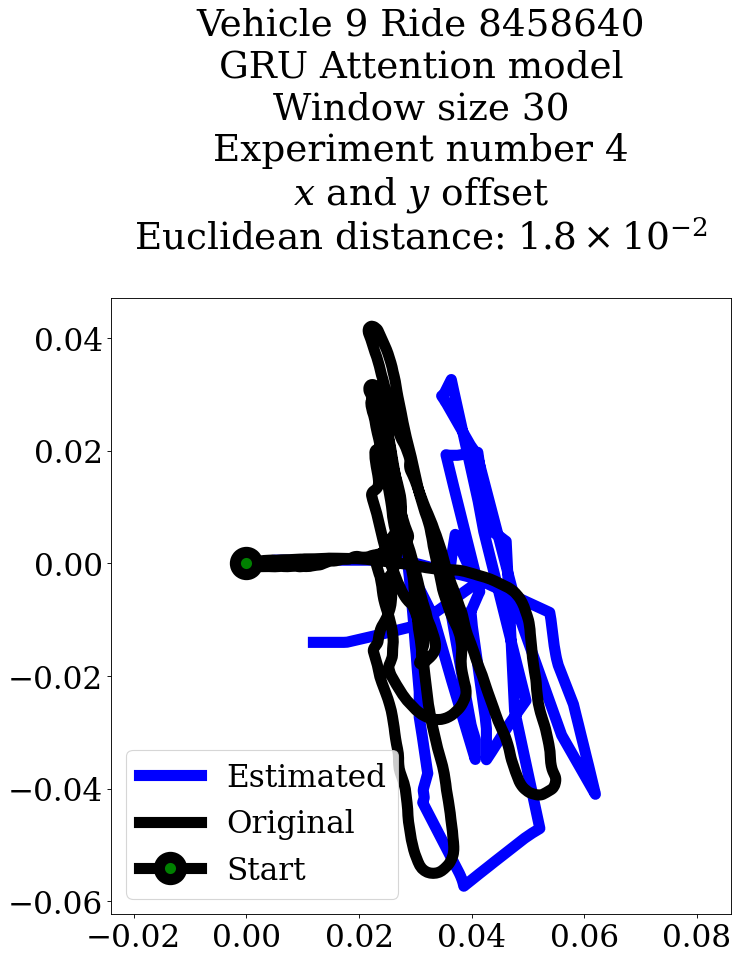 Vehicle 9 Ride 8458640
GRU Attention model
Window size 30
Experiment number 4
x and y offset
Euclidean distance: 1.8 × 10⁻²
0.04
0.02
0.00
−0.02
−0.04
−0.06
Estimated
Original
Start
−0.02 0.00 0.02 0.04 0.06 0.08